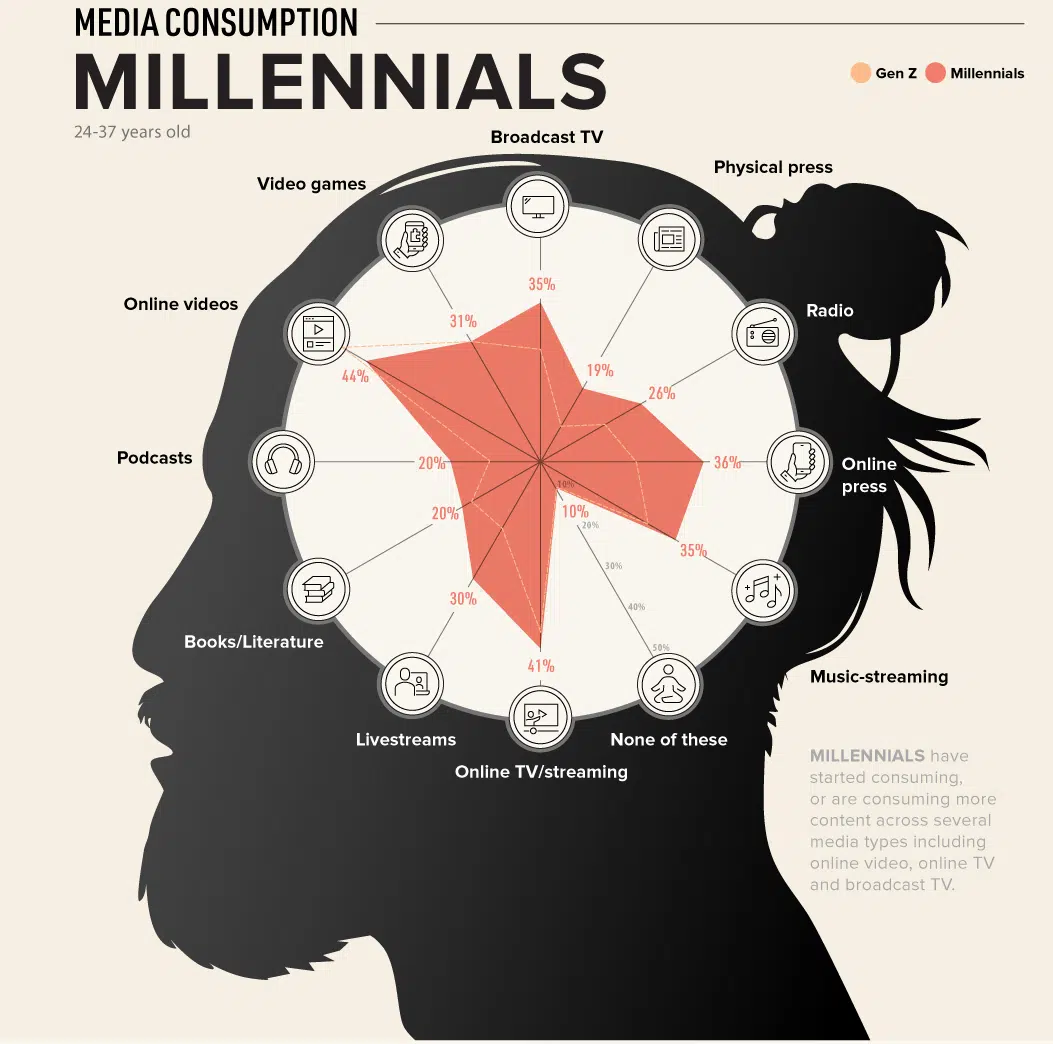 MEDIA CONSUMPTION
MILLENNIALS
24-37 years old
Gen Z Millennials
Broadcast TV
Physical press
Video games
Online videos
Radio
35%
31%
19%
44%
26%
Podcasts
20%
36%
Online
press
10%
20%
10%
20%
35%
30%
30%
40%
50%
41%
Books/Literature
Music-streaming
Livestreams
None of these
Online TV/streaming
MILLENNIALS have
started consuming,
or are consuming more
content across several
media types including
online video, online TV
and broadcast TV.